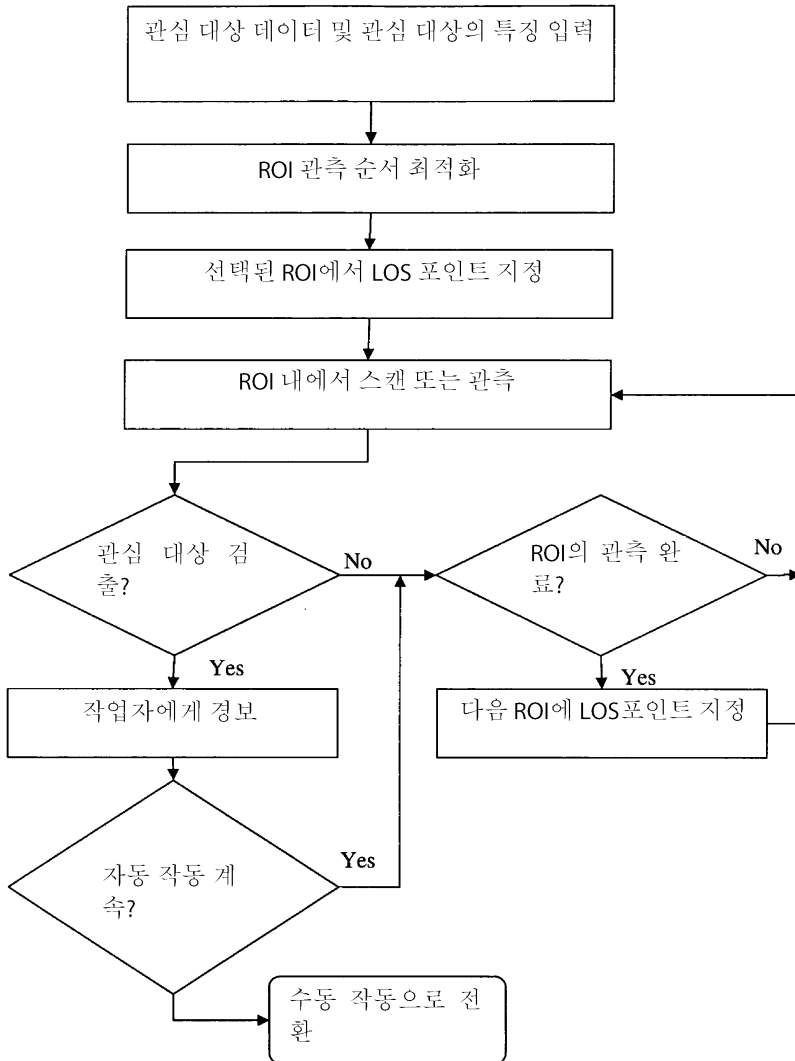 관심 대상 데이터 및 관심 대상의 특징 입력
ROI 관측 순서 최적화
선택된 ROI에서 LOS 포인트 지정
ROI 내에서 스캔 또는 관측
관심 대상 검
출?
No
ROI의 관측 완
료?
No
Yes
Yes
작업자에게 경보
다음 ROI에 LOS포인트 지정
자동 작동 계
속?
Yes
수동 작동으로 전
환